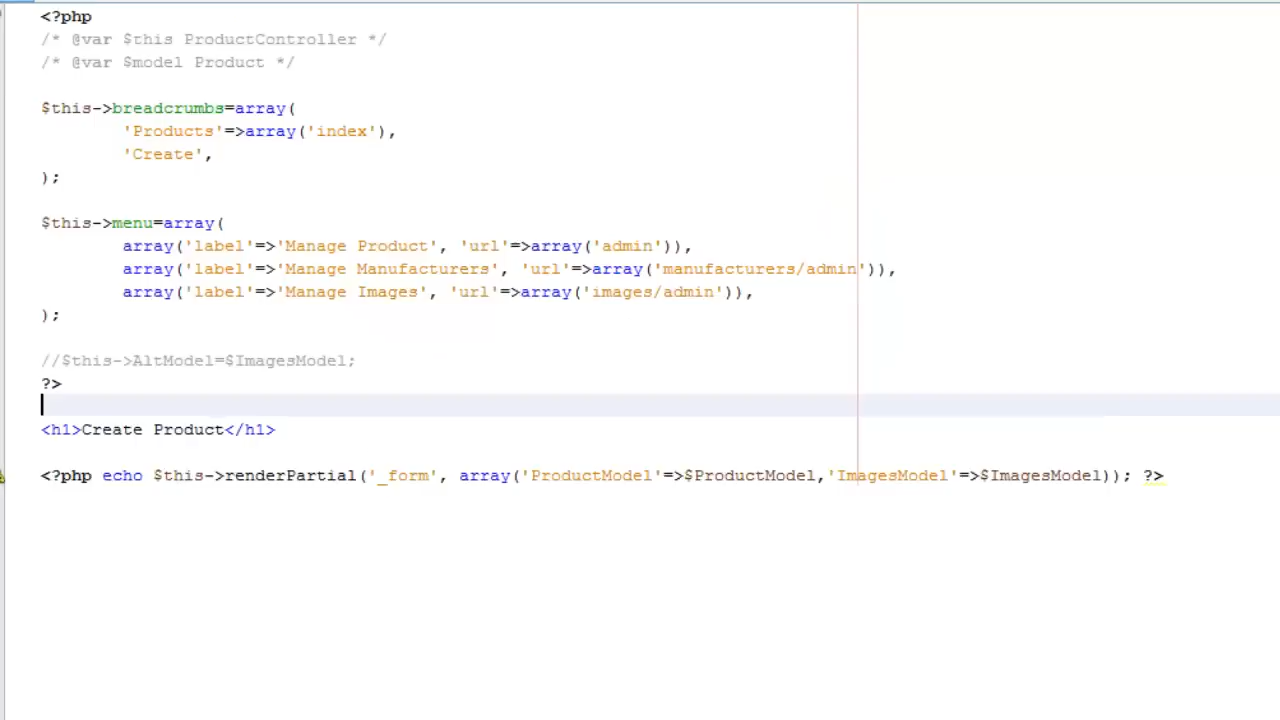 <?php
/* @var $this ProductController */
/* @var $model Product */
$this->breadcrumbs=array(
'Products'=>array('index'),
'Create',
);
$this->menu=array(
array('label'=>'Manage Product', 'url'=>array('admin')),
array('label'=>'Manage Manufacturers', 'url'=>array('manufacturers/admin')),
array('label'=>'Manage Images', 'url'=>array('images/admin')),
);
//$this->AltModel=$ImagesModel;
?>
<h1>Create Product</h1>
<?php echo $this->renderPartial('_form', array('ProductModel'=>$ProductModel,'ImagesModel'=>$ImagesModel)); ?>